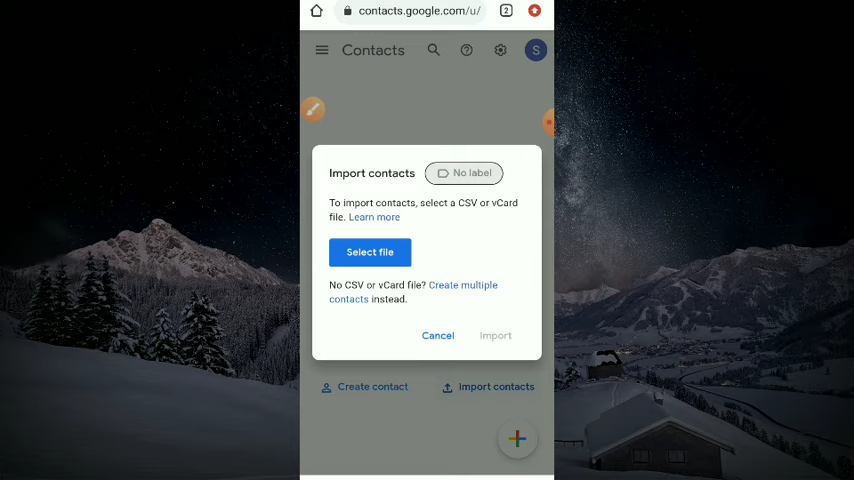 contacts.google.com/u/
2
Contacts
S
Import contacts
No label
To import contacts, select a CSV or vCard
file. Learn more
Select file
No CSV or vCard file? Create multiple
contacts instead.
Cancel
Import
Create contact
Import contacts